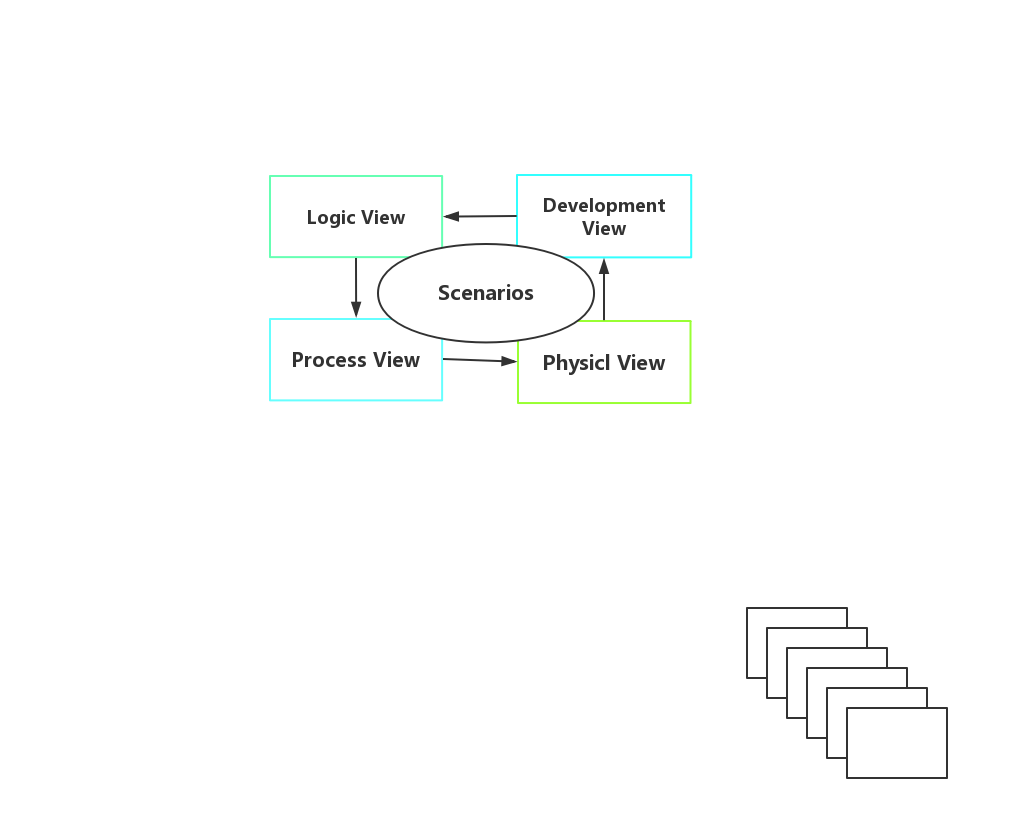 Logic View
Development
View
Scenarios
Process View
Physicl View